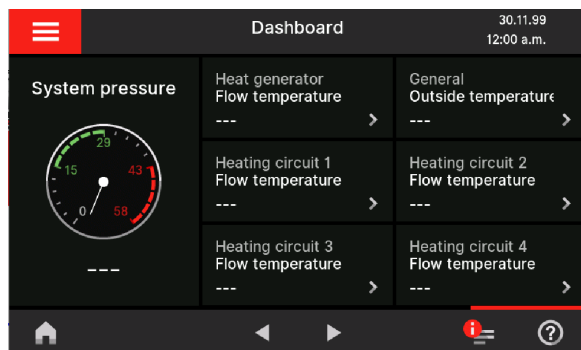 Dashboard
30.11.99
12:00 a.m.
System pressure
29
15
43
0
58
---
Heat generator
Flow temperature
---
General
Outside temperature
---
Heating circuit 1
Flow temperature
---
Heating circuit 2
Flow temperature
---
Heating circuit 3
Flow temperature
---
Heating circuit 4
Flow temperature
---
i
?